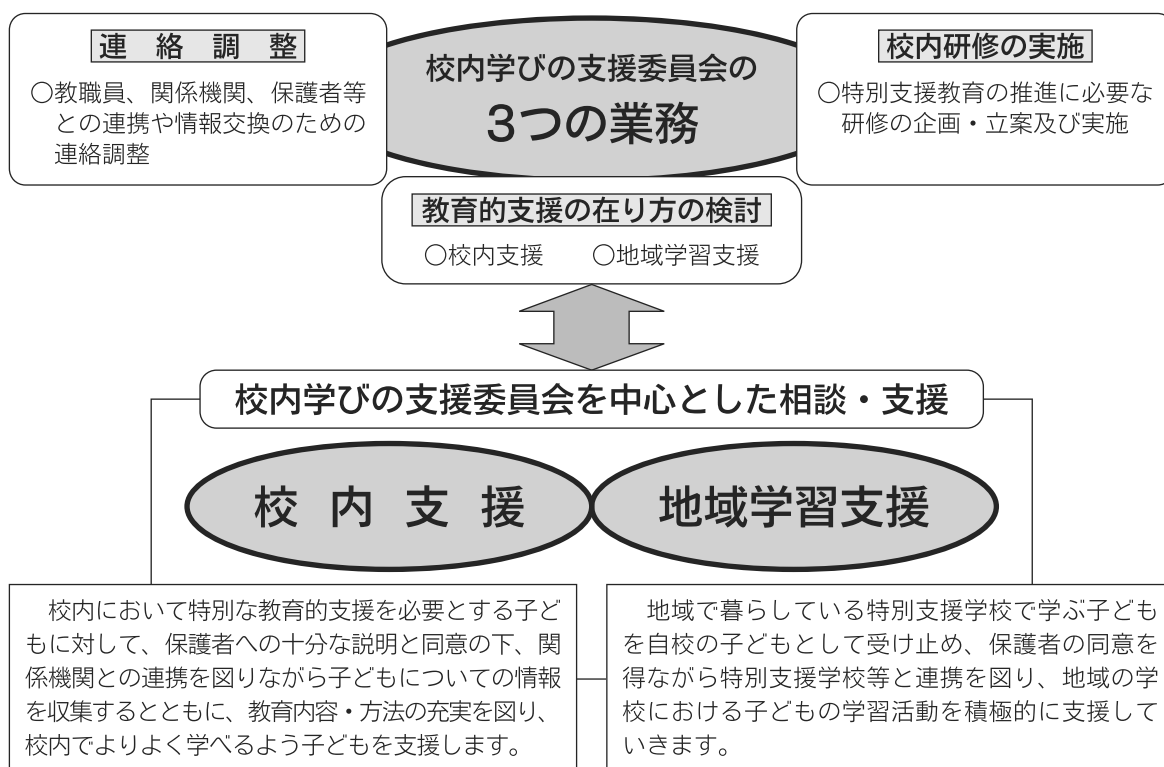 連絡調整
○教職員、関係機関、保護者等
との連携や情報交換のための
連絡調整
校内学びの支援委員会の
3つの業務
校内研修の実施
○特別支援教育の推進に必要な
研修の企画・立案及び実施
教育的支援の在り方の検討
○校内支援 ○地域学習支援
校内学びの支援委員会を中心とした相談・支援
校内支援
地域学習支援
校内において特別な教育的支援を必要とする子ど
もに対して、保護者への十分な説明と同意の下、関
係機関との連携を図りながら子どもについての情報
を収集するとともに、教育内容・方法の充実を図り、
校内でよりよく学べるよう子どもを支援します。
地域で暮らしている特別支援学校で学ぶ子ども
を自校の子どもとして受け止め、保護者の同意を
得ながら特別支援学校等と連携を図り、地域の学
校における子どもの学習活動を積極的に支援して
いきます。